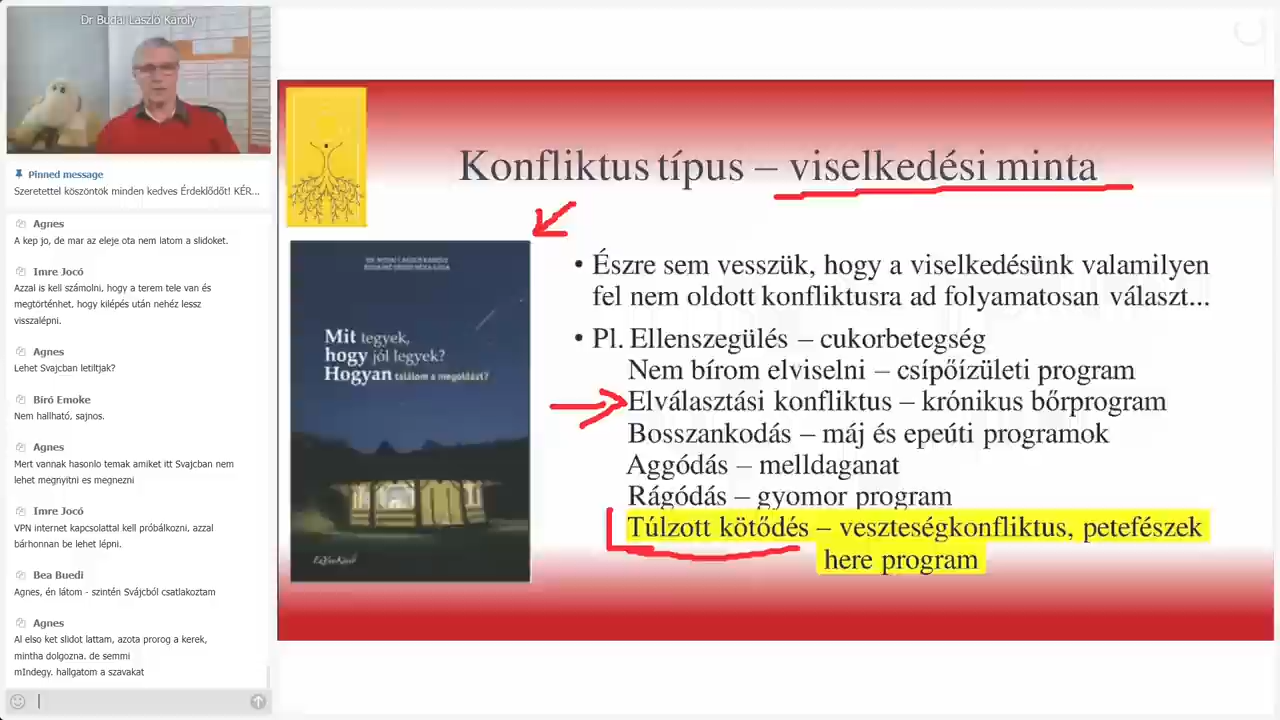 Dr Budai László Károly
Pinned message
Szeretettel köszöntök minden kedves Érdeklődőt! KÉR...
Agnes
A kep jo, de mar az eleje ota nem latom a slidoket.
Imre Jocó
Azzal is kell számolni, hogy a terem tele van és
megtörténhet, hogy kilépés után nehéz lessz
visszalépni.
Agnes
Lehet Svajcban letiltjak?
Bíró Emoke
Nem hallható, sajnos.
Agnes
Mert vannak hasonlo temak amiket itt Svajcban nem
lehet megnyitni es megnezni
Imre Jocó
VPN internet kapcsolattal kell próbálkozni, azzal
bárhonnan be lehet lépni.
Bea Buedi
Agnes, én látom - szintén Svájcból csatlakoztam
Agnes
Al elso ket slidot lattam, azota prorog a kerek,
mintha dolgozna. de semmi
mIndegy. hallgatom a szavakat
Konfliktus típus – viselkedési minta
Mit tegyek,
hogy jól legyek?
Hogyan találom a megoldást?
• Észre sem vesszük, hogy a viselkedésünk valamilyen
fel nem oldott konfliktusra ad folyamatosan választ...
• Pl. Ellenszegülés – cukorbetegség
Nem bírom elviselni – csípőízületi program
Elválasztási konfliktus – krónikus bőrprogram
Bosszankodás – máj és epeúti programok
Aggódás – melldaganat
Rágódás – gyomor program
Túlzott kötődés – veszteségkonfliktus, petefészek
here program